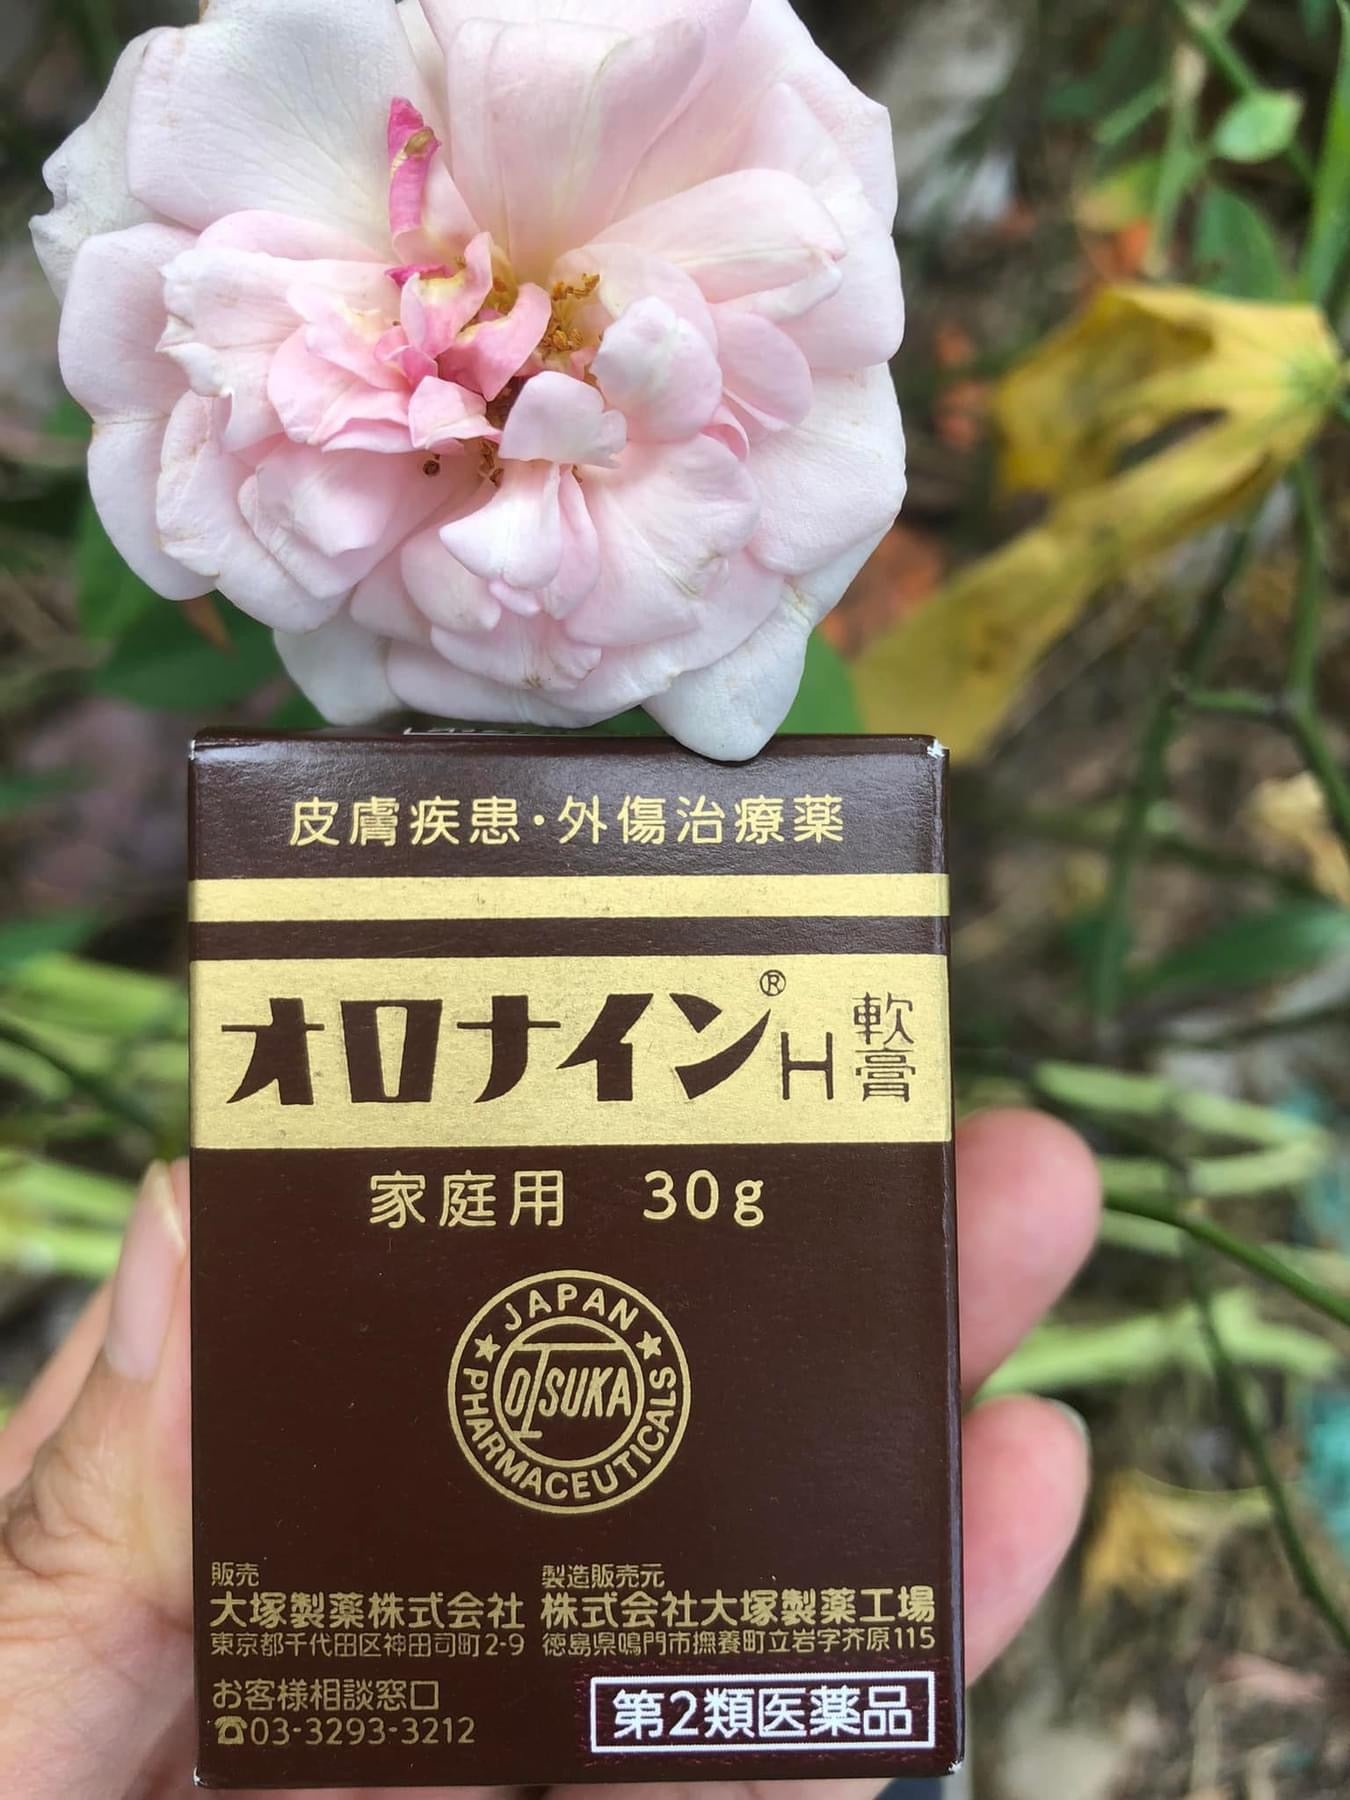 皮膚疾患・外傷治療薬
オロナイン®H軟膏
家庭用 30g
JAPAN
OTSUKA
PHARMACEUTICALS
販売
大塚製薬株式会社
東京都千代田区神田司町2-9
製造販売元
株式会社大塚製薬工場
徳島県鳴門市撫養町立岩字芥原115
お客様相談窓口
☎03-3293-3212
第2類医薬品